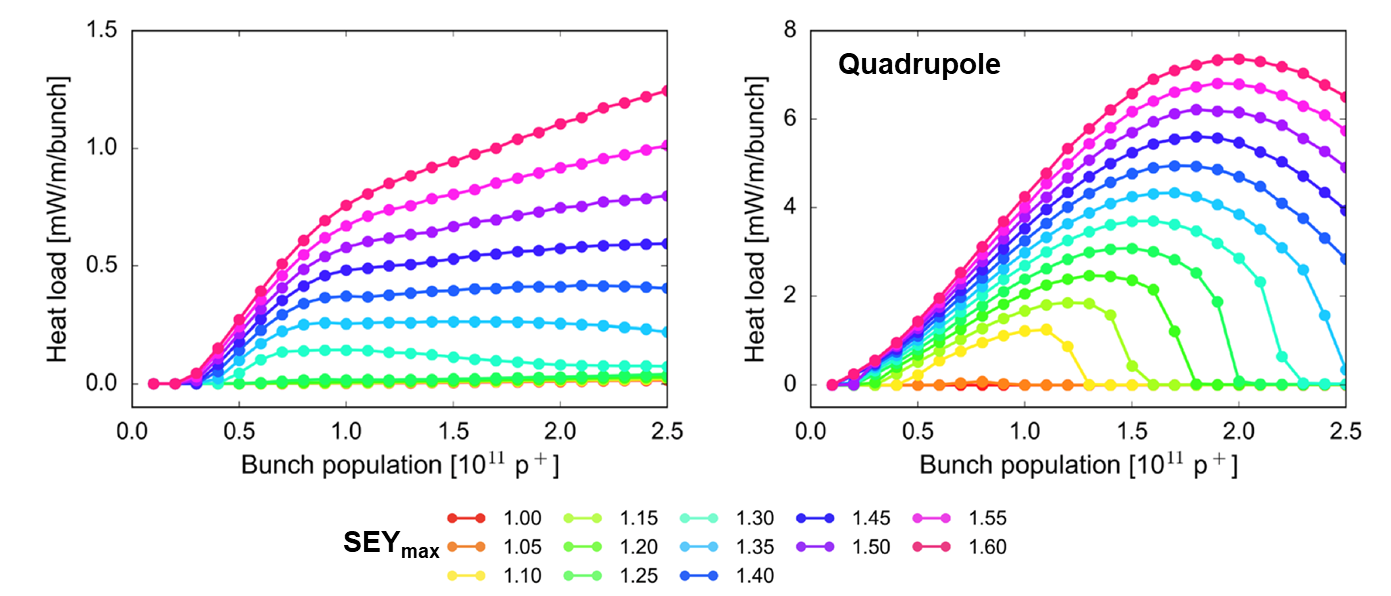 1.5
1.0
0.5
0.0
Heat load [mW/m/bunch]
0.0 0.5 1.0 1.5 2.0 2.5
Bunch population [10¹¹ p⁺]
Quadrupole
8
6
4
2
0
Heat load [mW/m/bunch]
0.0 0.5 1.0 1.5 2.0 2.5
Bunch population [10¹¹ p⁺]
SEYmax
1.00 1.15 1.30 1.45 1.55
1.05 1.20 1.35 1.50 1.60
1.10 1.25 1.40